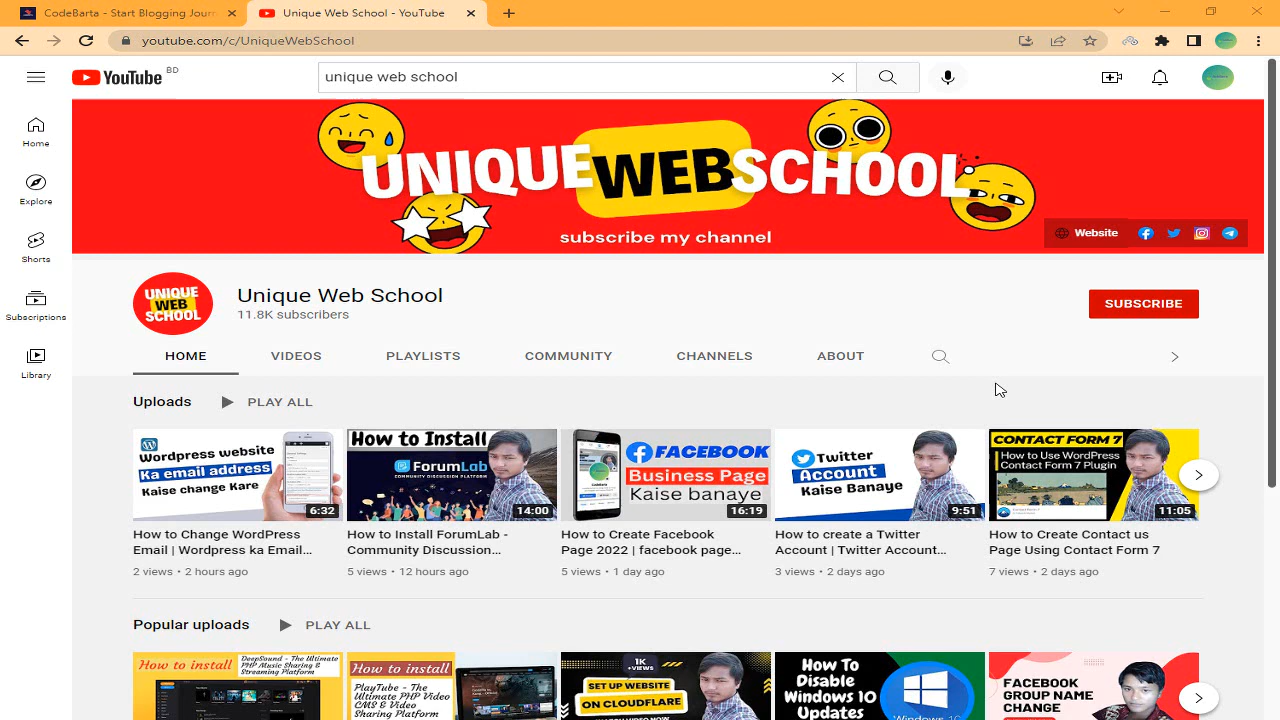 CodeBarta - Start Blogging Journ
Unique Web School - YouTube
youtube.com/c/UniqueWebSchool
YouTube BD
unique web school
UNIQUE WEB SCHOOL
subscribe my channel
Website
Home
Explore
Shorts
Subscriptions
Library
UNIQUE
WEB
SCHOOL
Unique Web School
11.8K subscribers
SUBSCRIBE
HOME VIDEOS PLAYLISTS COMMUNITY CHANNELS ABOUT
Uploads PLAY ALL
Wordpress website
Ka email address
Kaise change Kare
6:32
How to Install
ForumLab
COMMUNITY DISCUSSION PLATFORM
14:00
FACEBOOK
Business Page
Kaise banaye
16:19
Twitter
Account
Kaise Banaye
9:51
CONTACT FORM 7
How to Use WordPress
Contact Form 7 Plugin
11:05
How to Change WordPress
Email | Wordpress ka Email...
2 views • 2 hours ago
How to Install ForumLab -
Community Discussion...
5 views • 12 hours ago
How to Create Facebook
Page 2022 | facebook page...
5 views • 1 day ago
How to create a Twitter
Account | Twitter Account...
3 views • 2 days ago
How to Create Contact us
Page Using Contact Form 7
7 views • 2 days ago
Popular uploads PLAY ALL
How to install
DeepSound - The Ultimate
PHP Music Sharing &
Streaming Platform
How to install
PlayTube - The
Ultimate PHP Video
CMS & Video
Sharing Platform
1K
+VIEWS
SET UP WEBSITE
ON CLOUDFLARE
How To
Disable
Windows 10
Updates
Windows 10
FACEBOOK
GROUP NAME
CHANGE